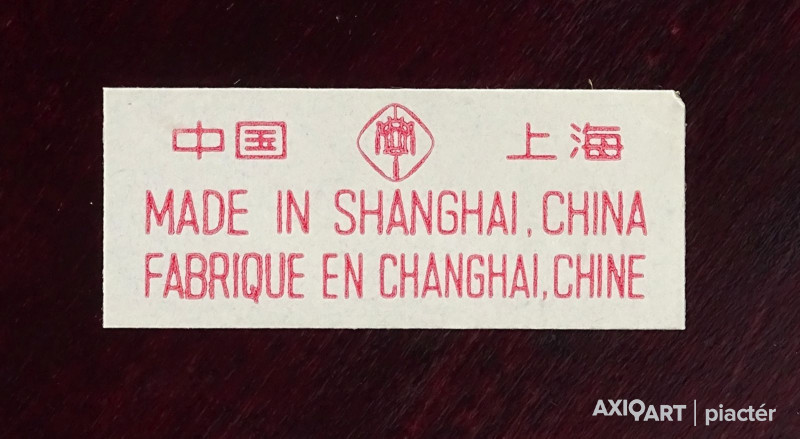 中国 上海
MADE IN SHANGHAI, CHINA
FABRIQUE EN CHANGHAI, CHINE
AXIOART | piactér